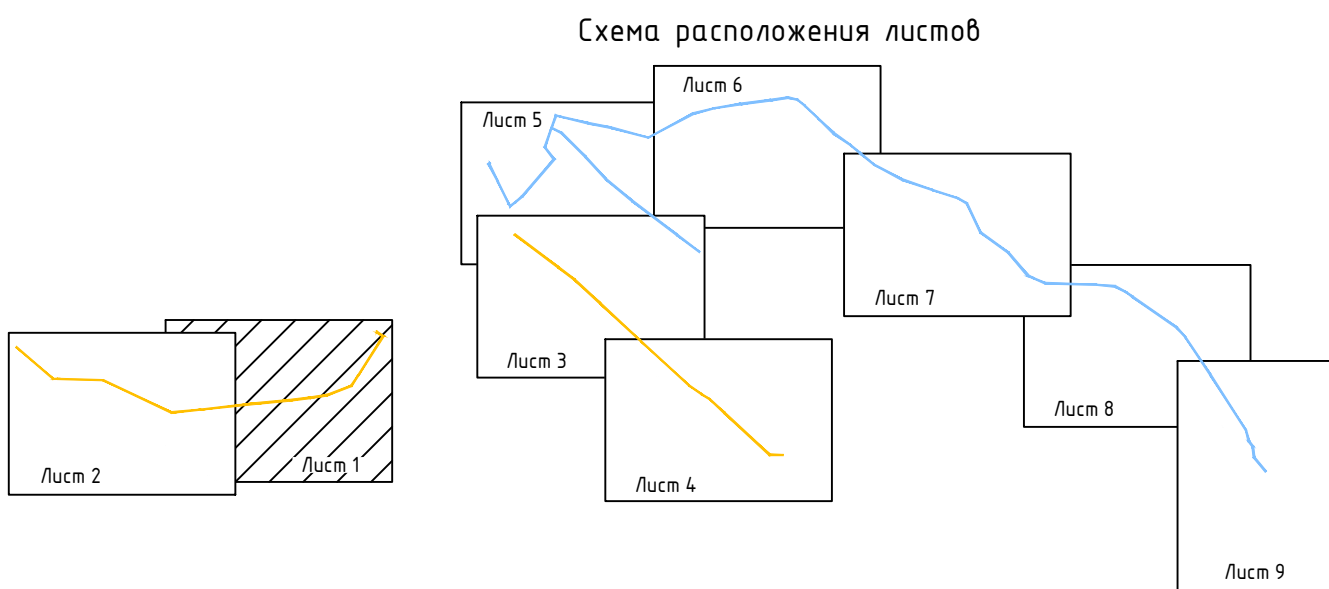 Схема расположения листов
Лист 6
Лист 5
Лист 7
Лист 3
Лист 8
Лист 1
Лист 2
Лист 4
Лист 9